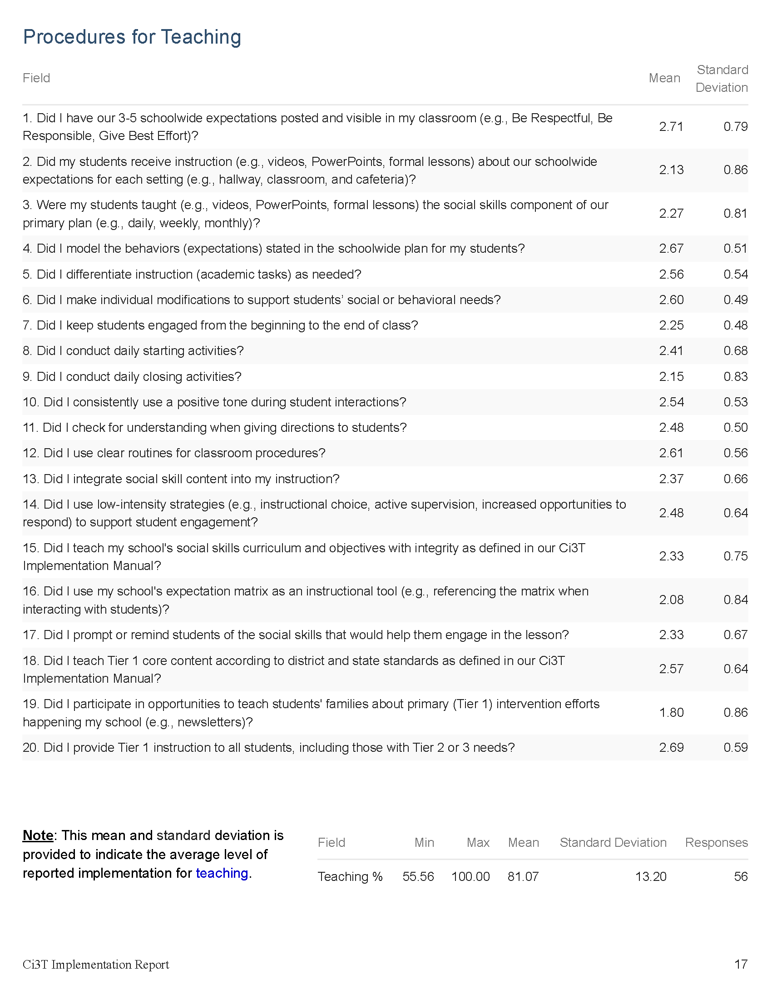 Procedures for Teaching
Field Mean Standard Deviation
1. Did I have our 3-5 schoolwide expectations posted and visible in my classroom (e.g., Be Respectful, Be
Responsible, Give Best Effort)? 2.71 0.79
2. Did my students receive instruction (e.g., videos, PowerPoints, formal lessons) about our schoolwide
expectations for each setting (e.g., hallway, classroom, and cafeteria)? 2.13 0.86
3. Were my students taught (e.g., videos, PowerPoints, formal lessons) the social skills component of our
primary plan (e.g., daily, weekly, monthly)? 2.27 0.81
4. Did I model the behaviors (expectations) stated in the schoolwide plan for my students? 2.67 0.51
5. Did I differentiate instruction (academic tasks) as needed? 2.56 0.54
6. Did I make individual modifications to support students’ social or behavioral needs? 2.60 0.49
7. Did I keep students engaged from the beginning to the end of class? 2.25 0.48
8. Did I conduct daily starting activities? 2.41 0.68
9. Did I conduct daily closing activities? 2.15 0.83
10. Did I consistently use a positive tone during student interactions? 2.54 0.53
11. Did I check for understanding when giving directions to students? 2.48 0.50
12. Did I use clear routines for classroom procedures? 2.61 0.56
13. Did I integrate social skill content into my instruction? 2.37 0.66
14. Did I use low-intensity strategies (e.g., instructional choice, active supervision, increased opportunities to
respond) to support student engagement? 2.48 0.64
15. Did I teach my school's social skills curriculum and objectives with integrity as defined in our Ci3T
Implementation Manual? 2.33 0.75
16. Did I use my school's expectation matrix as an instructional tool (e.g., referencing the matrix when
interacting with students)? 2.08 0.84
17. Did I prompt or remind students of the social skills that would help them engage in the lesson? 2.33 0.67
18. Did I teach Tier 1 core content according to district and state standards as defined in our Ci3T
Implementation Manual? 2.57 0.64
19. Did I participate in opportunities to teach students' families about primary (Tier 1) intervention efforts
happening my school (e.g., newsletters)? 1.80 0.86
20. Did I provide Tier 1 instruction to all students, including those with Tier 2 or 3 needs? 2.69 0.59
Note: This mean and standard deviation is
provided to indicate the average level of
reported implementation for teaching.
Field Min Max Mean Standard Deviation Responses
Teaching % 55.56 100.00 81.07 13.20 56
Ci3T Implementation Report 17